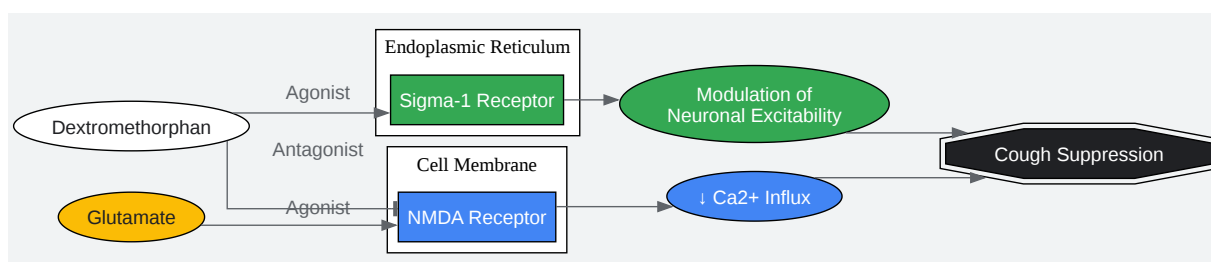 Endoplasmic Reticulum
Agonist
Sigma-1 Receptor
Modulation of
Neuronal Excitability
Dextromethorphan
Antagonist
Cell Membrane
Cough Suppression
Glutamate
Agonist
NMDA Receptor
↓ Ca2+ Influx